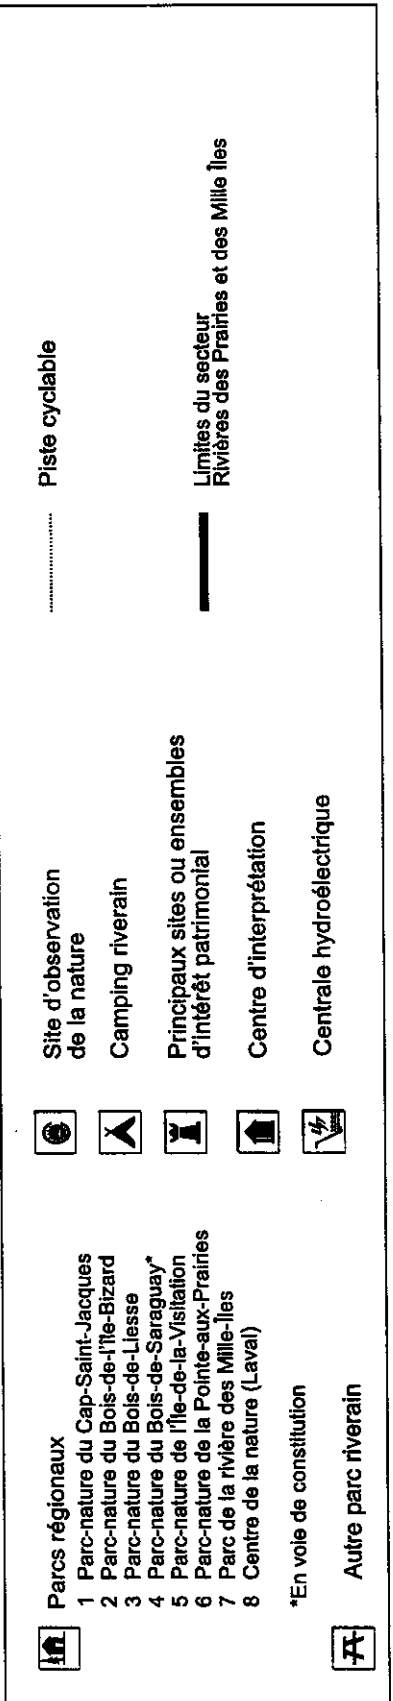 Parcs régionaux
1 Parc-nature du Cap-Saint-Jacques
2 Parc-nature du Bois-de-l'Île-Bizard
3 Parc-nature du Bois-de-Liesse
4 Parc-nature du Bois-de-Saraguay*
5 Parc-nature de l'Île-de-la-Visitation
6 Parc-nature de la Pointe-aux-Prairies
7 Parc de la rivière des Mille-Îles
8 Centre de la nature (Laval)
*En voie de constitution
Autre parc riverain
Site d'observation
de la nature
Camping riverain
Principaux sites ou ensembles
d'intérêt patrimonial
Centre d'interprétation
Centrale hydroélectrique
Piste cyclable
Limites du secteur
Rivières des Prairies et des Mille Îles